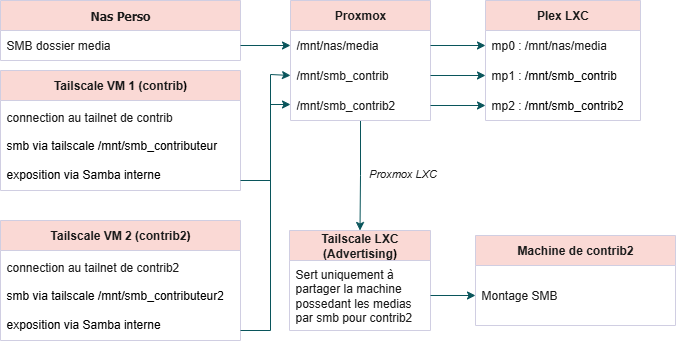 Nas Perso
SMB dossier media
Tailscale VM 1 (contrib)
connection au tailnet de contrib
smb via tailscale /mnt/smb_contributeur
exposition via Samba interne
Tailscale VM 2 (contrib2)
connection au tailnet de contrib2
smb via tailscale /mnt/smb_contributeur2
exposition via Samba interne
Proxmox
/mnt/nas/media
/mnt/smb_contrib
/mnt/smb_contrib2
Plex LXC
mp0 : /mnt/nas/media
mp1 : /mnt/smb_contrib
mp2 : /mnt/smb_contrib2
Proxmox LXC
Tailscale LXC
(Advertising)
Sert uniquement à
partager la machine
possedant les medias
par smb pour contrib2
Machine de contrib2
Montage SMB